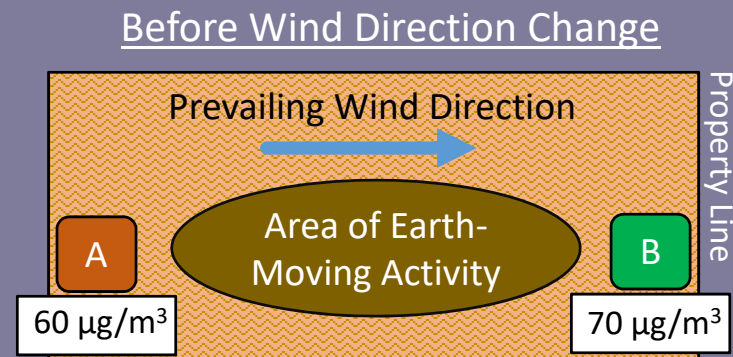 Before Wind Direction Change
Prevailing Wind Direction
Property Line
Area of Earth-
Moving Activity
A
B
60 µg/m³
70 µg/m³